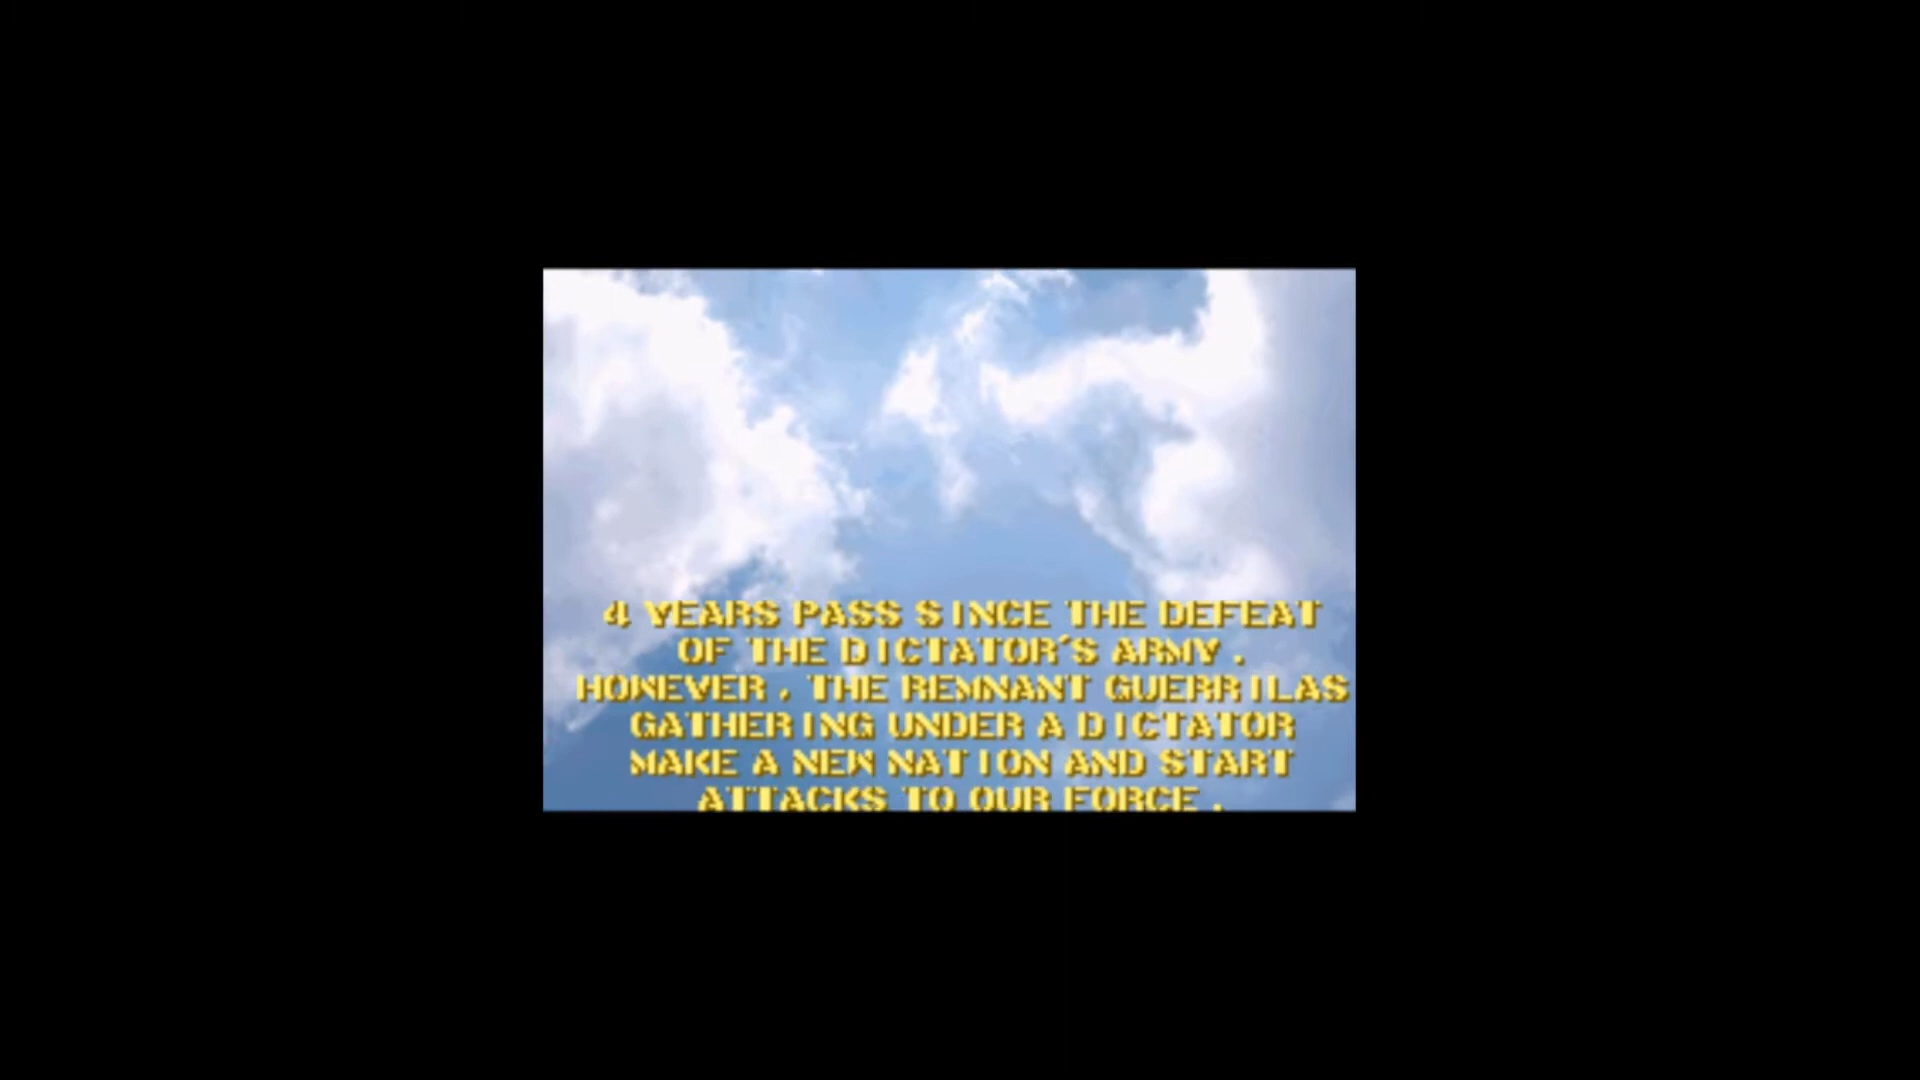 4 YEARS PASS SINCE THE DEFEAT
OF THE DICTATOR'S ARMY .
HOWEVER , THE REMNANT GUERRILAS
GATHERING UNDER A DICTATOR
MAKE A NEW NATION AND START
ATTACKS TO OUR FORCE .